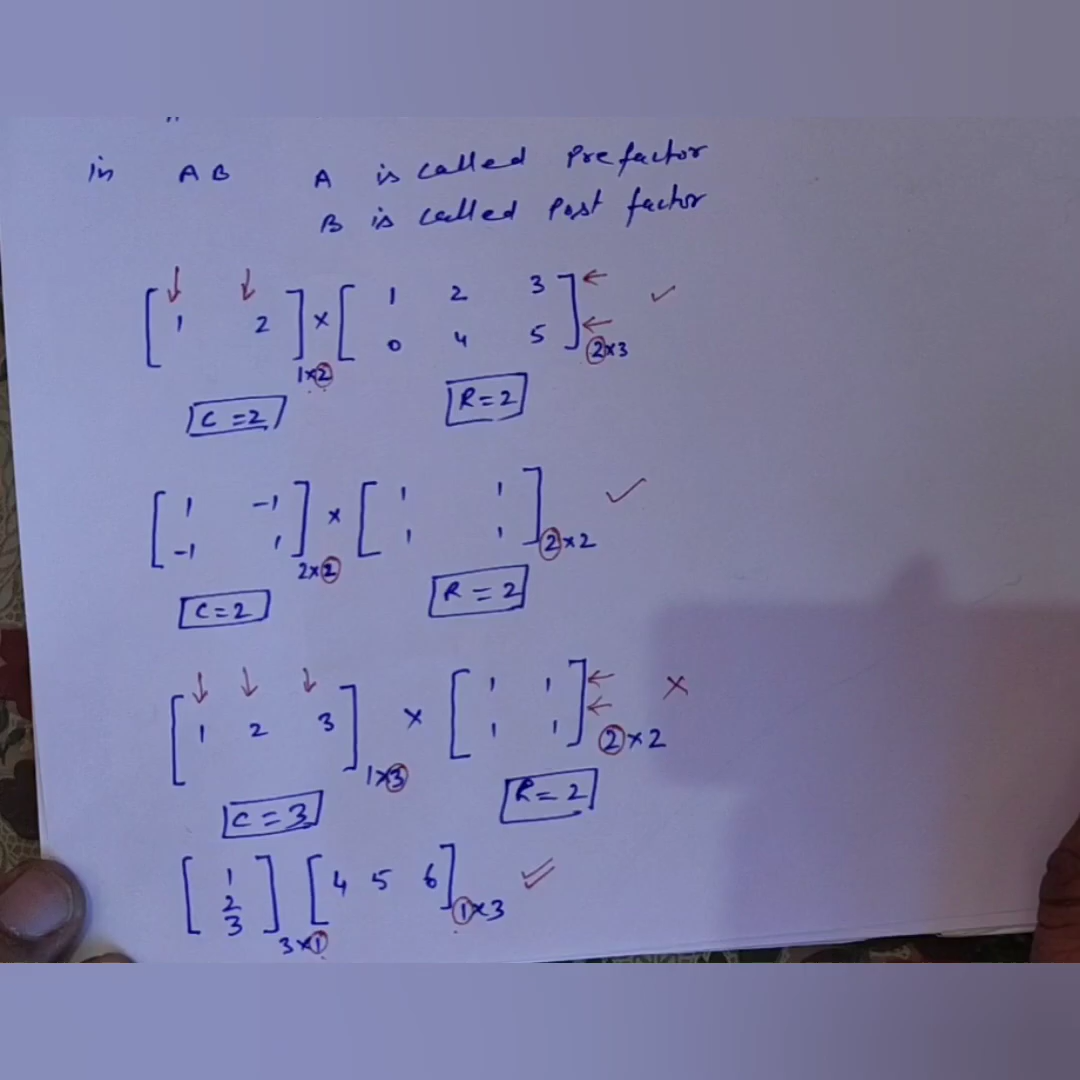 in AB A is called Prefactor
B is called Post factor
[ 1 2 ] 1×2 × [ 1 2 3
0 4 5 ] 2×3 ✓
C = 2 R = 2
[ 1 -1
-1 1 ] 2×2 × [ 1 1
1 1 ] 2×2 ✓
C = 2 R = 2
[ 1 2 3 ] 1×3 × [ 1 1
1 1 ] 2×2 ×
C = 3 R = 2
[ 1
2
3 ] 3×1 [ 4 5 6 ] 1×3 ✓